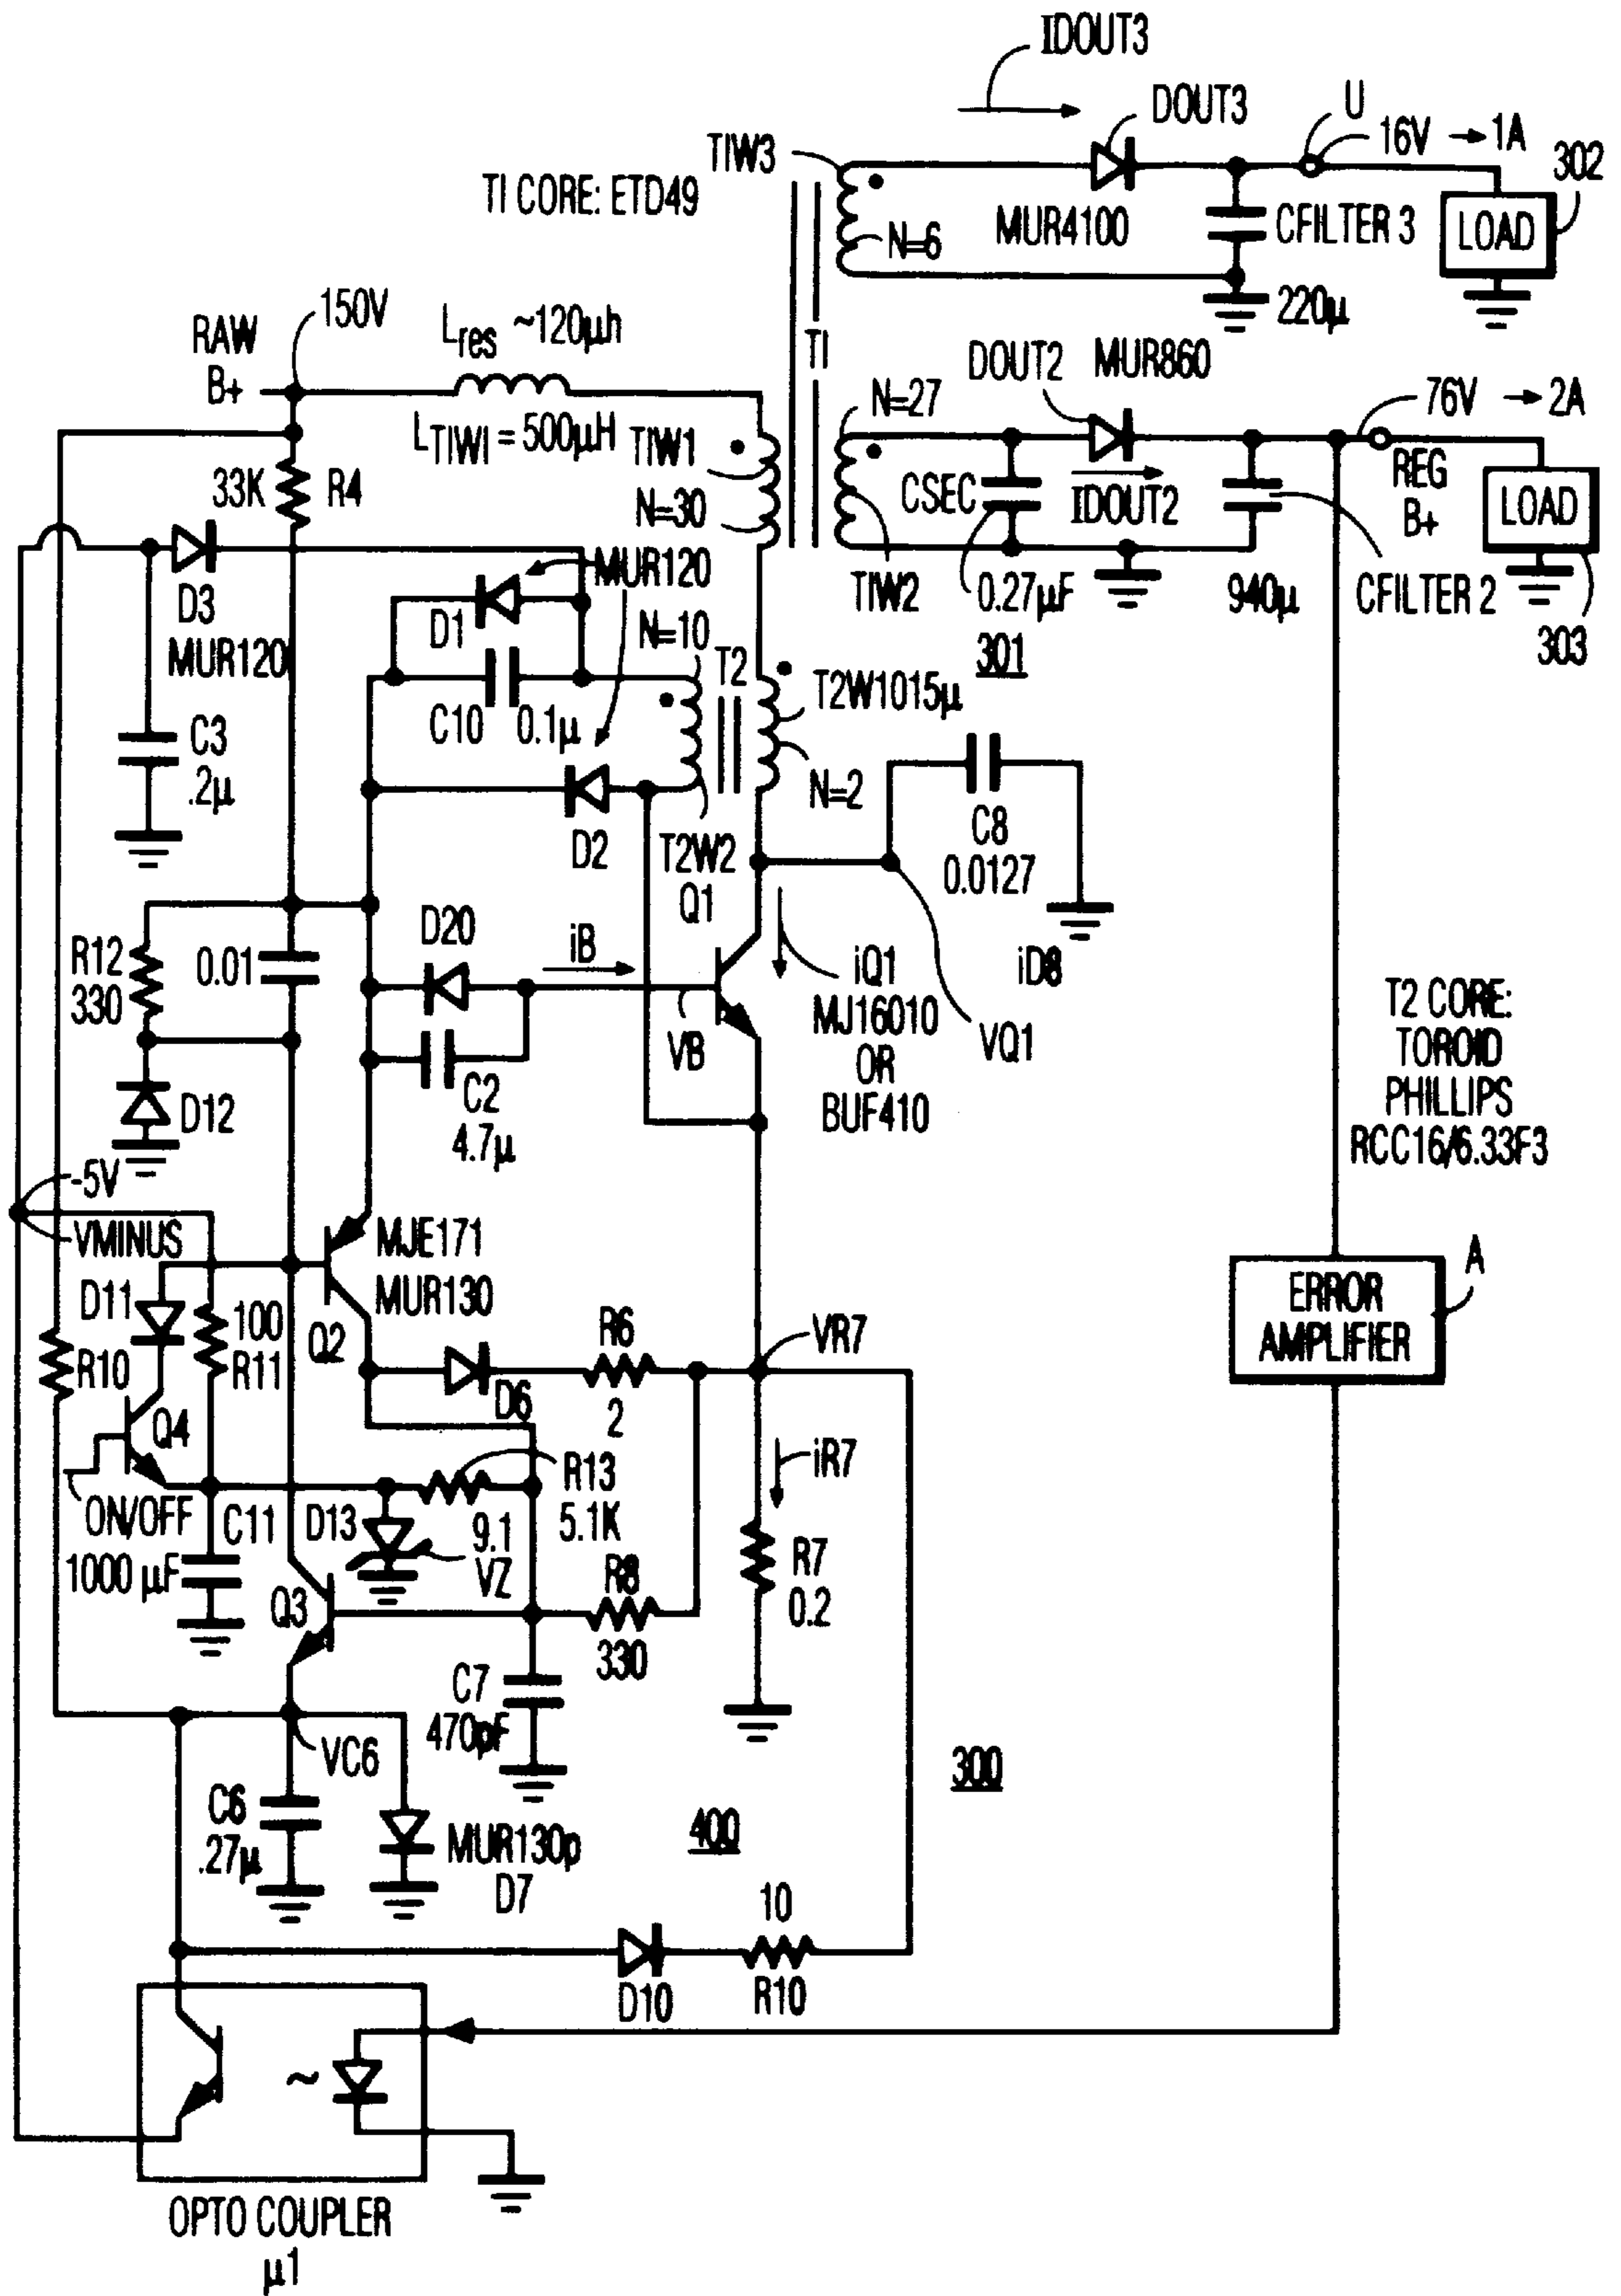 IDOUT3
DOUT3
U
16V → 1A
302
TIW3
TI CORE: ETD49
N=6
MUR4100
CFILTER 3
LOAD
220µ
150V
RAW
B+
Lres ~120µh
TI
DOUT2
MUR860
N=27
76V → 2A
LTIWI = 500µH
TIW1
33K
R4
N=30
CSEC
IDOUT2
REG
B+
LOAD
D3
MUR120
MUR120
D1
N=10
TIW2
0.27µF
301
940µ
CFILTER 2
303
C3
.2µ
C10
0.1µ
T2
T2W1015µ
N=2
D2
T2W2
Q1
C8
0.0127
R12
330
0.01
D20
iB
iQ1
MJ16010
OR
BUF410
iD8
VB
VQ1
T2 CORE:
TOROID
PHILLIPS
RCC16/6.33F3
D12
C2
4.7µ
-5V
VMINUS
MJE171
MUR130
D11
100
R11
R10
Q2
R6
2
VR7
D6
ERROR
AMPLIFIER
A
Q4
iR7
ON/OFF
C11
1000 µF
D13
9.1
VZ
R13
5.1K
R7
0.2
Q3
R8
330
C7
470pF
VC6
C6
.27µ
MUR130p
D7
400
300
10
D10
R10
~
OPTO COUPLER
µ1